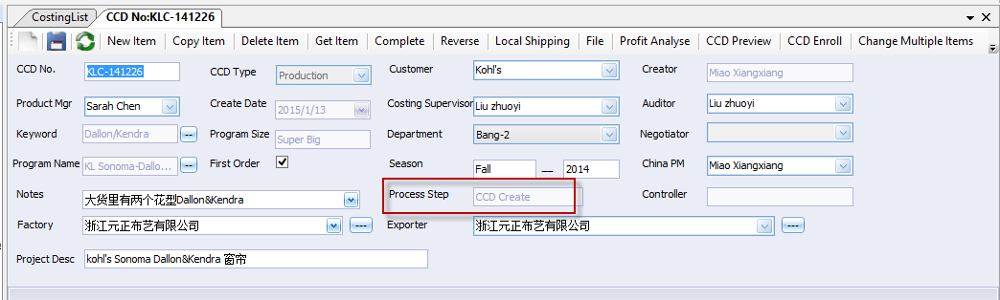 CostingList CCD No:KLC-141226
New Item Copy Item Delete Item Get Item Complete Reverse Local Shipping File Profit Analyse CCD Preview CCD Enroll Change Multiple Items
CCD No. KLC-141226 CCD Type Production Customer Kohl's Creator Miao Xiangxiang
Product Mgr Sarah Chen Create Date 2015/1/13 Costing Supervisor Liu zhuoyi Auditor Liu zhuoyi
Keyword Dallon/Kendra Program Size Super Big Department Bang-2 Negotiator
Program Name KL Sonoma-Dallo... First Order Season Fall — 2014 China PM Miao Xiangxiang
Notes 大货里有两个花型Dallon&Kendra Process Step CCD Create Controller
Factory 浙江元正布艺有限公司 Exporter 浙江元正布艺有限公司
Project Desc kohl's Sonoma Dallon&Kendra 窗帘